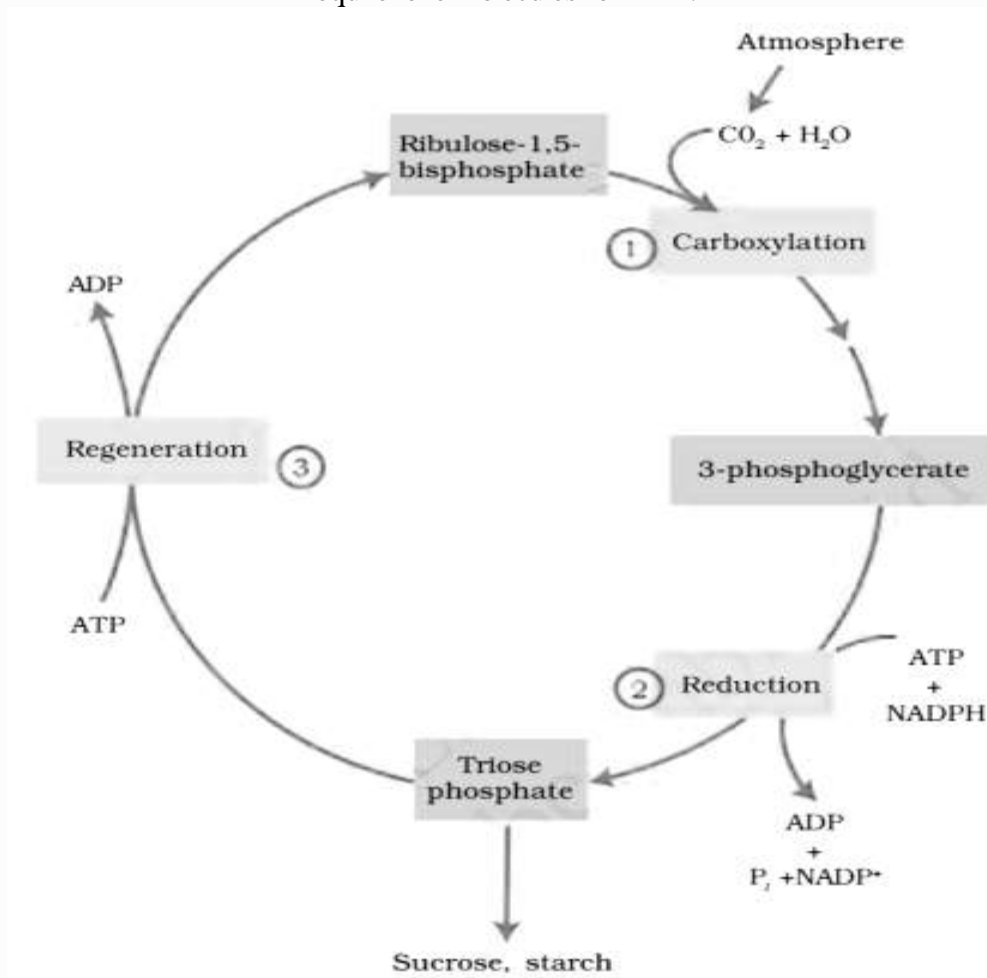 Atmosphere
CO₂ + H₂O
Ribulose-1,5-
bisphosphate
1
Carboxylation
ADP
Regeneration
3
3-phosphoglycerate
ATP
2
Reduction
ATP
+
NADPH
Triose
phosphate
ADP
+
Pᵢ +NADP⁺
Sucrose, starch